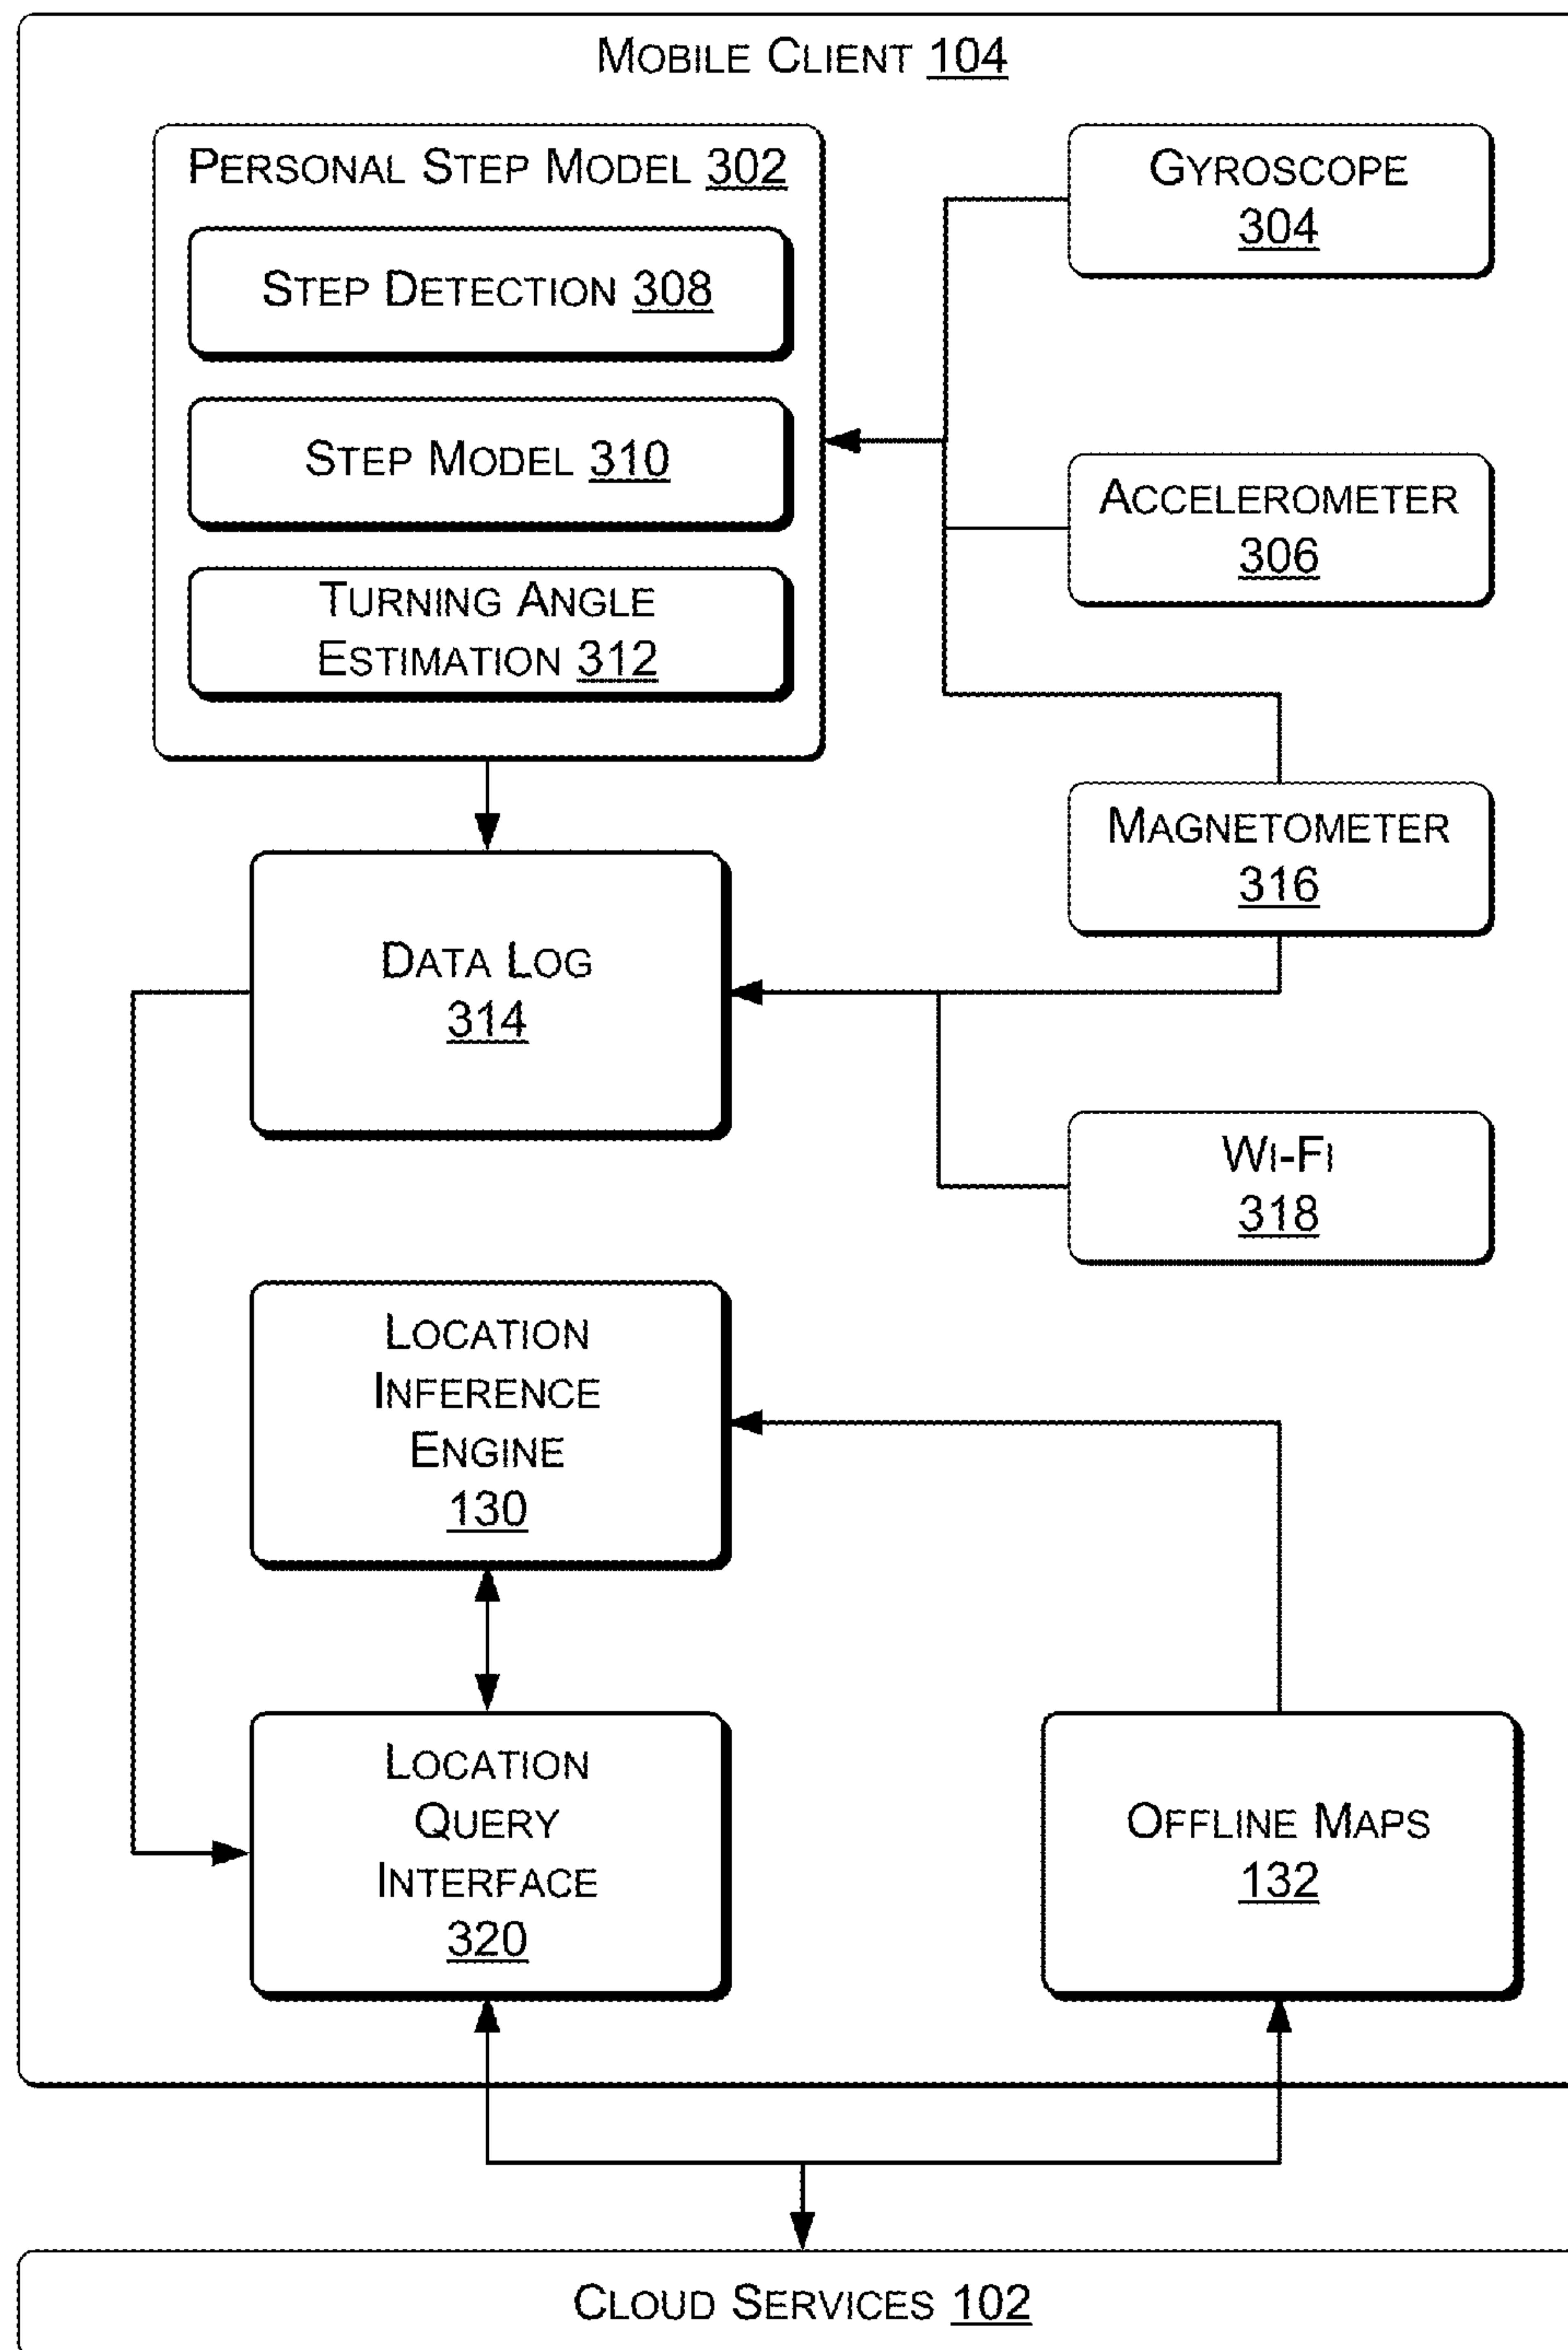 MOBILE CLIENT 104
PERSONAL STEP MODEL 302
STEP DETECTION 308
STEP MODEL 310
TURNING ANGLE
ESTIMATION 312
GYROSCOPE
304
ACCELEROMETER
306
MAGNETOMETER
316
DATA LOG
314
WI-FI
318
LOCATION
INFERENCE
ENGINE
130
LOCATION
QUERY
INTERFACE
320
OFFLINE MAPS
132
CLOUD SERVICES 102